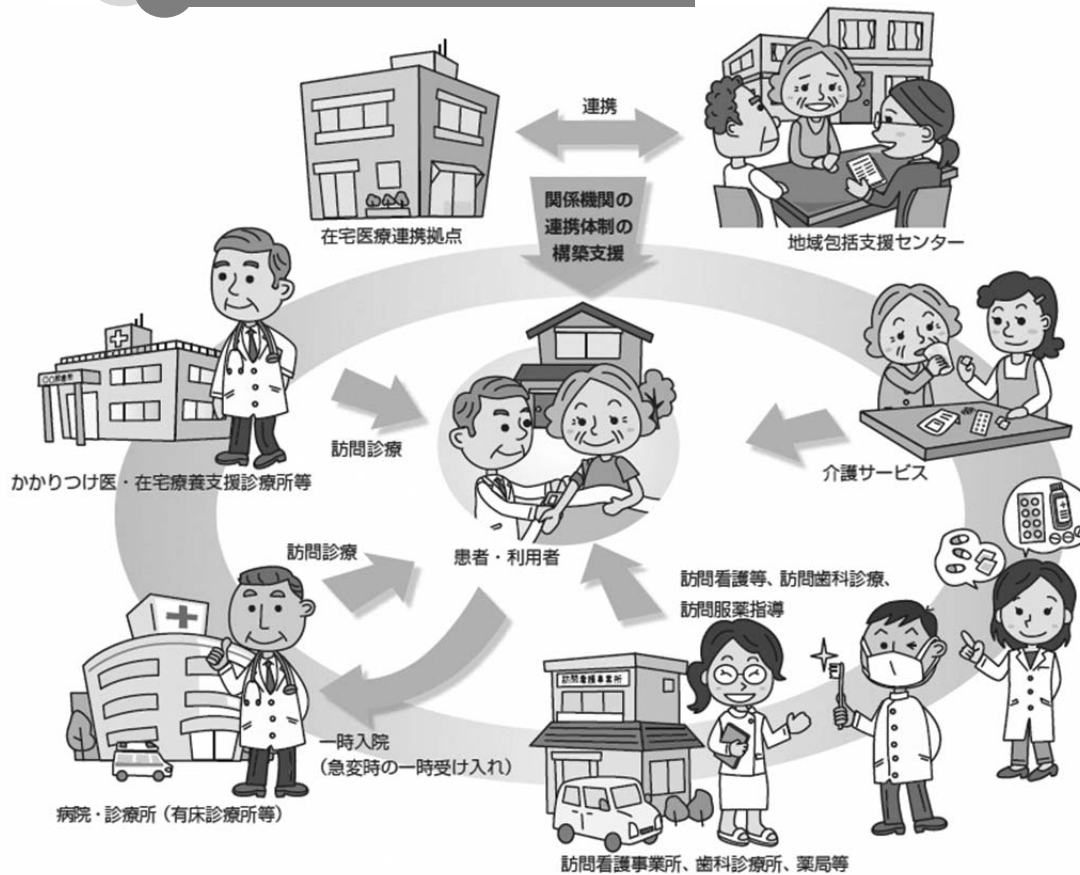 連携
関係機関の
連携体制の
構築支援
在宅医療連携拠点
地域包括支援センター
訪問診療
かかりつけ医・在宅療養支援診療所等
介護サービス
患者・利用者
訪問診療
訪問看護等、訪問歯科診療、
訪問服薬指導
訪問看護事業所
一時入院
(急変時の一時受け入れ)
病院・診療所(有床診療所等)
訪問看護事業所、歯科診療所、薬局等